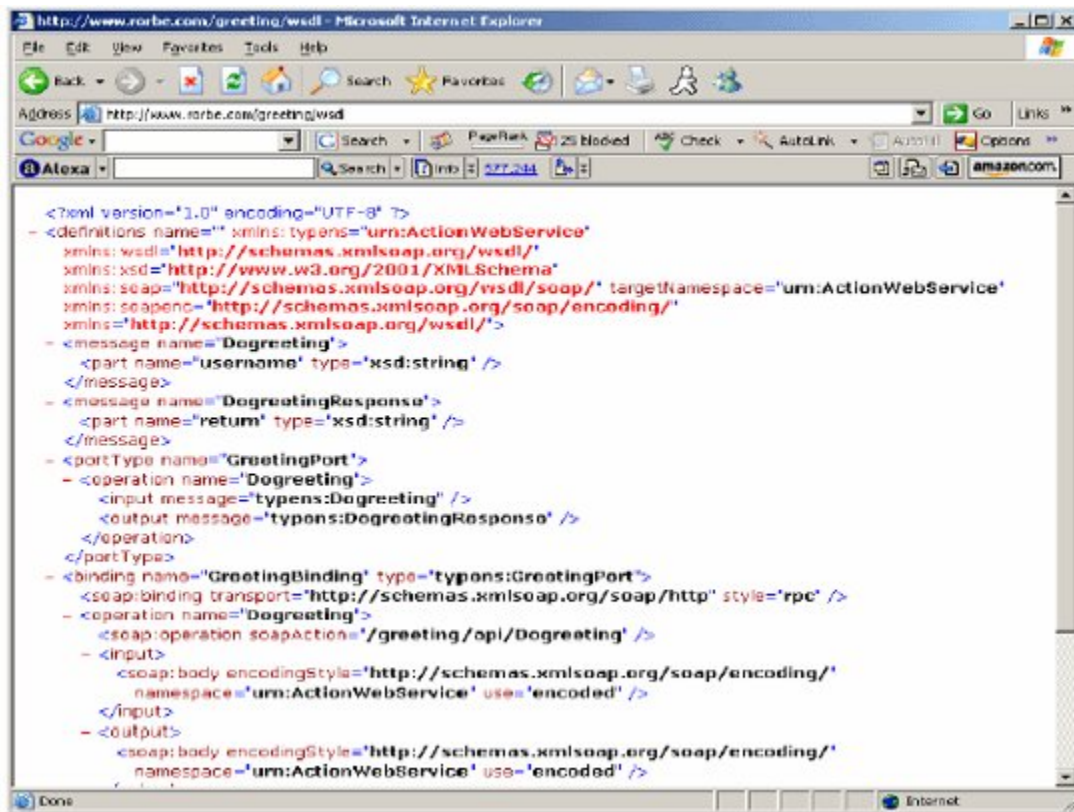 http://www.rorbe.com/greeting/wsdl - Microsoft Internet Explorer
File Edit View Favorites Tools Help
Back Search Favorites
Address http://www.rorbe.com/greeting/wsdl Go Links »
Google Search PageRank 25 blocked Check AutoLink AutoFill Options »
Alexa Search Info 577,244 amazon.com
<?xml version="1.0" encoding="UTF-8" ?>
- <definitions name="" xmlns:typens="urn:ActionWebService"
xmlns:wsdl="http://schemas.xmlsoap.org/wsdl/"
xmlns:xsd="http://www.w3.org/2001/XMLSchema"
xmlns:soap="http://schemas.xmlsoap.org/wsdl/soap/" targetNamespace="urn:ActionWebService"
xmlns:soapenc="http://schemas.xmlsoap.org/soap/encoding/"
xmlns="http://schemas.xmlsoap.org/wsdl/">
- <message name="Dogreeting">
<part name="username" type="xsd:string" />
</message>
- <message name="DogreetingResponse">
<part name="return" type="xsd:string" />
</message>
- <portType name="GreetingPort">
- <operation name="Dogreeting">
<input message="typens:Dogreeting" />
<output message="typens:DogreetingResponse" />
</operation>
</portType>
- <binding name="GreetingBinding" type="typens:GreetingPort">
<soap:binding transport="http://schemas.xmlsoap.org/soap/http" style="rpc" />
- <operation name="Dogreeting">
<soap:operation soapAction="/greeting/api/Dogreeting" />
- <input>
<soap:body encodingStyle="http://schemas.xmlsoap.org/soap/encoding/"
namespace="urn:ActionWebService" use="encoded" />
</input>
- <output>
<soap:body encodingStyle="http://schemas.xmlsoap.org/soap/encoding/"
namespace="urn:ActionWebService" use="encoded" />
Done Internet